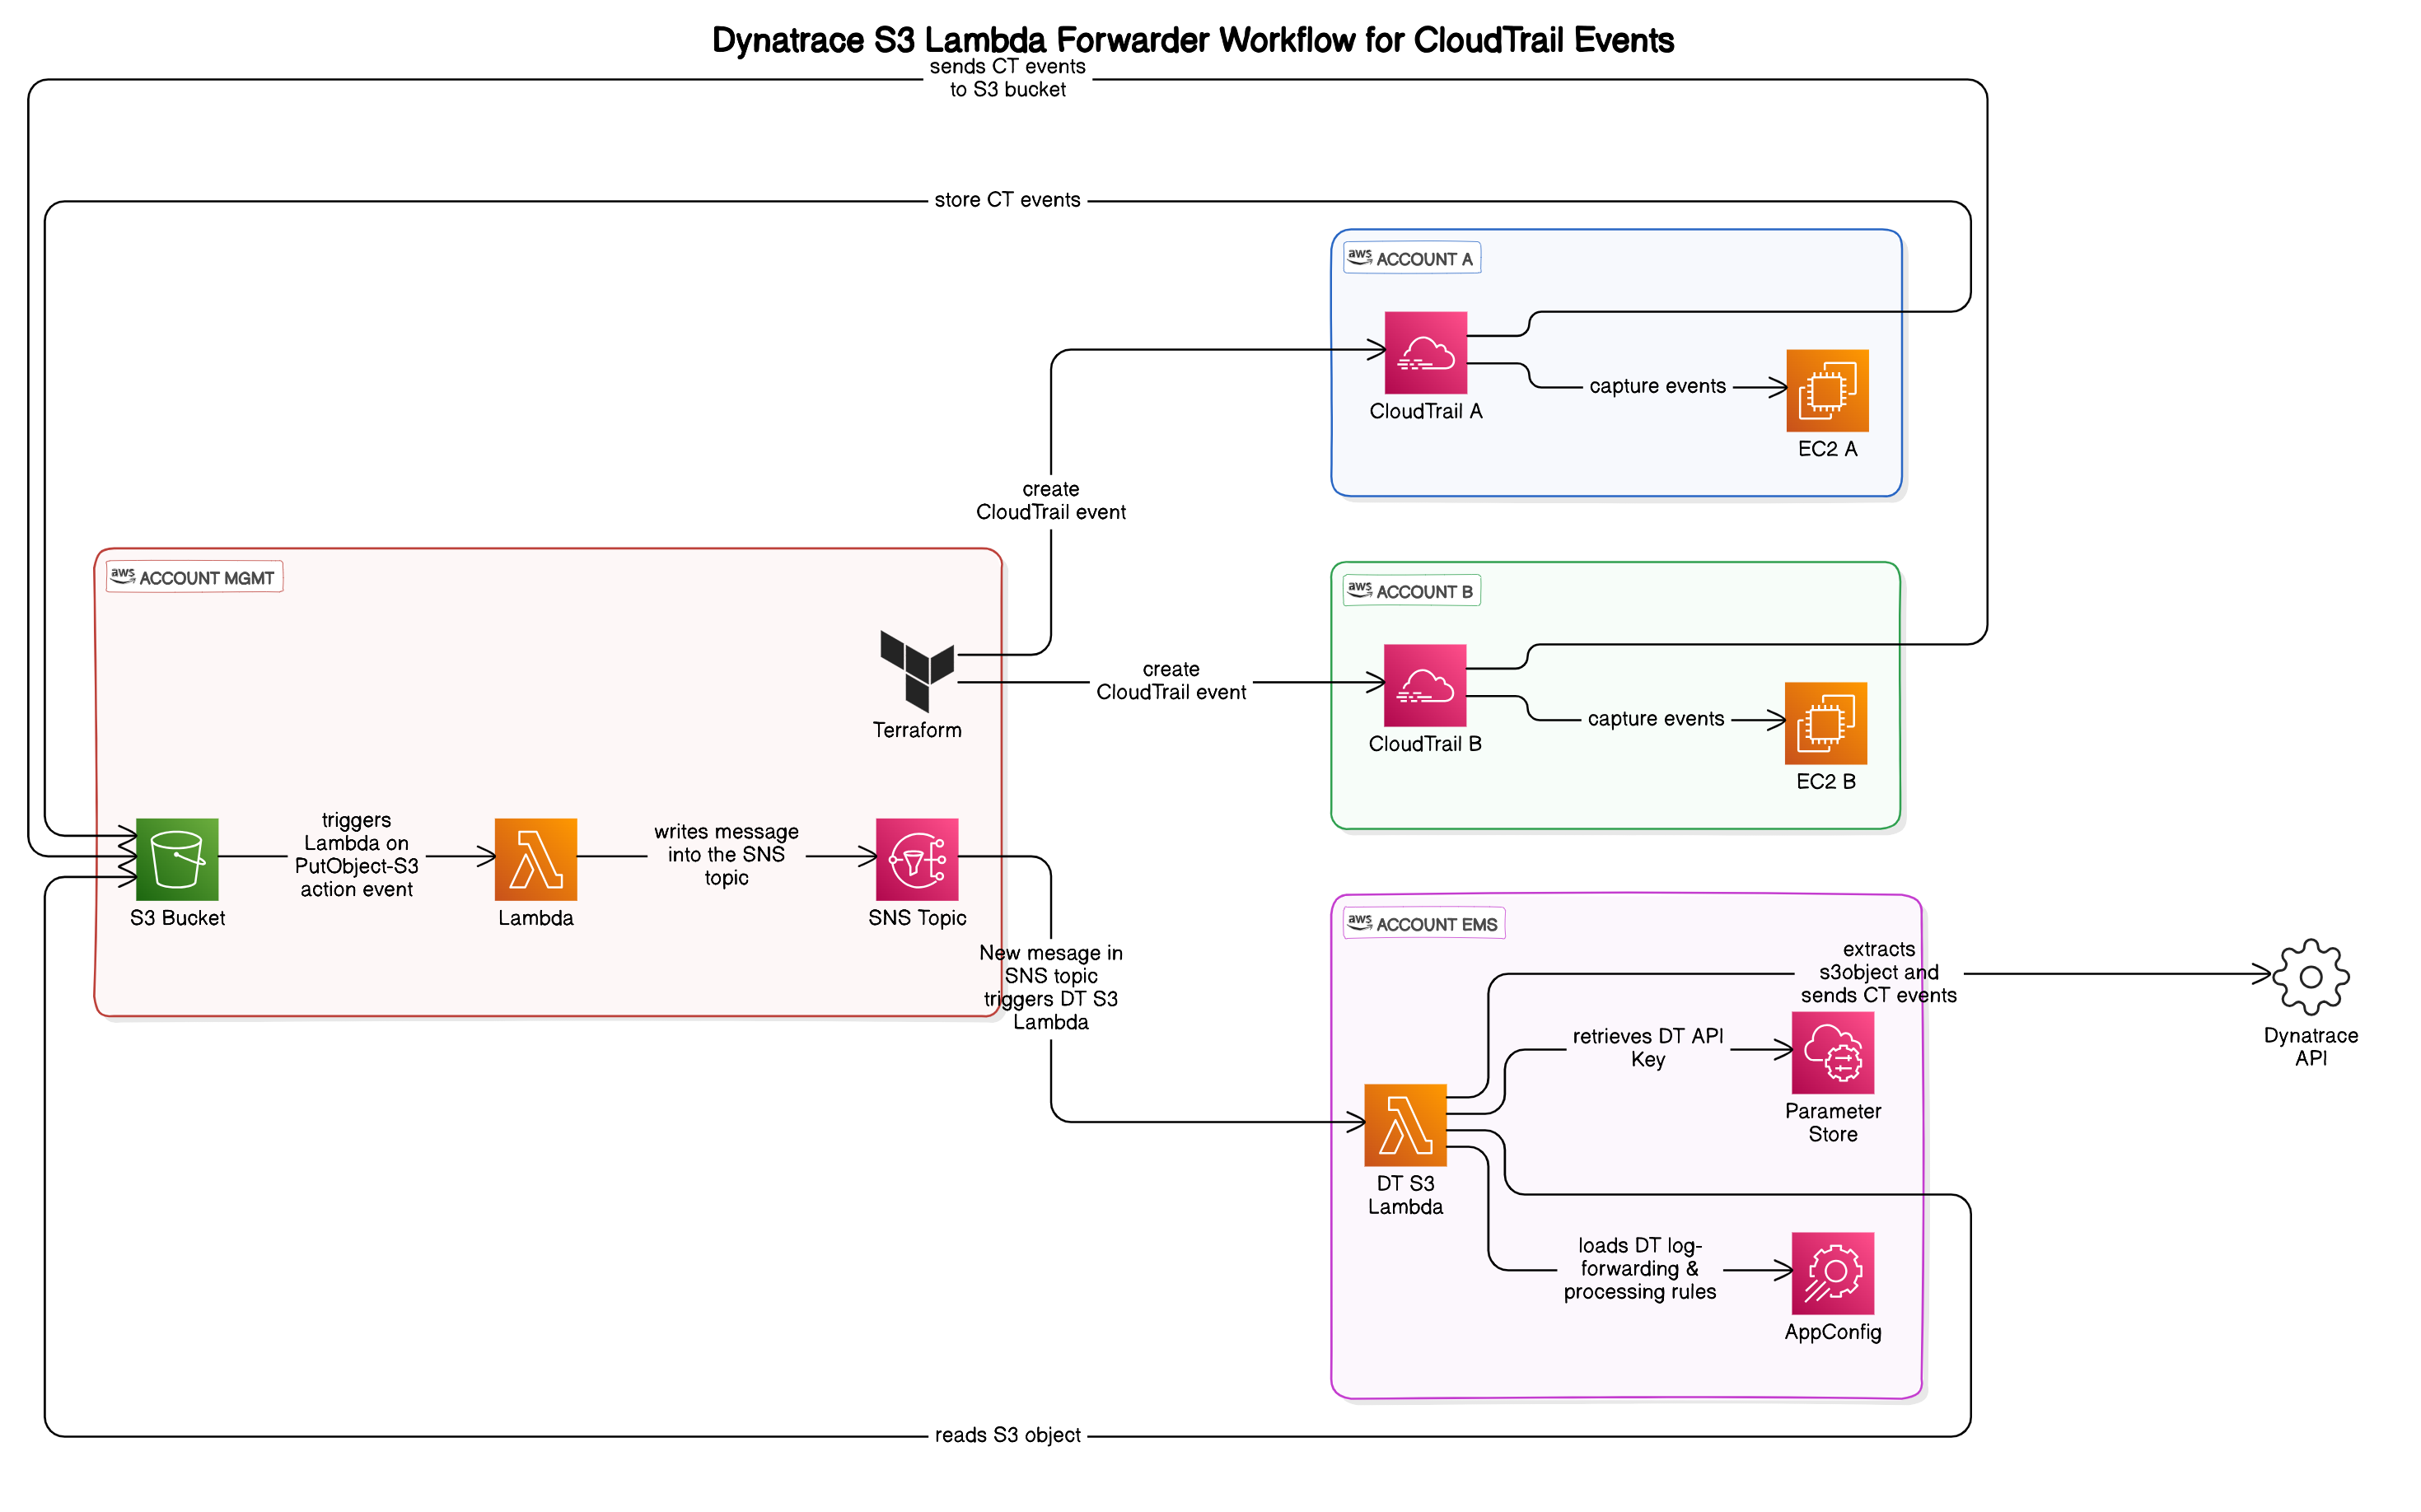 Dynatrace S3 Lambda Forwarder Workflow for CloudTrail Events
sends CT events
to S3 bucket
store CT events
aws ACCOUNT A
CloudTrail A
capture events
EC2 A
create
CloudTrail event
aws ACCOUNT MGMT
Terraform
create
CloudTrail event
aws ACCOUNT B
CloudTrail B
capture events
EC2 B
S3 Bucket
triggers
Lambda on
PutObject-S3
action event
Lambda
writes message
into the SNS
topic
SNS Topic
New mesage in
SNS topic
triggers DT S3
Lambda
aws ACCOUNT EMS
extracts
s3object and
sends CT events
Dynatrace
API
retrieves DT API
Key
Parameter
Store
DT S3
Lambda
loads DT log-
forwarding &
processing rules
AppConfig
reads S3 object